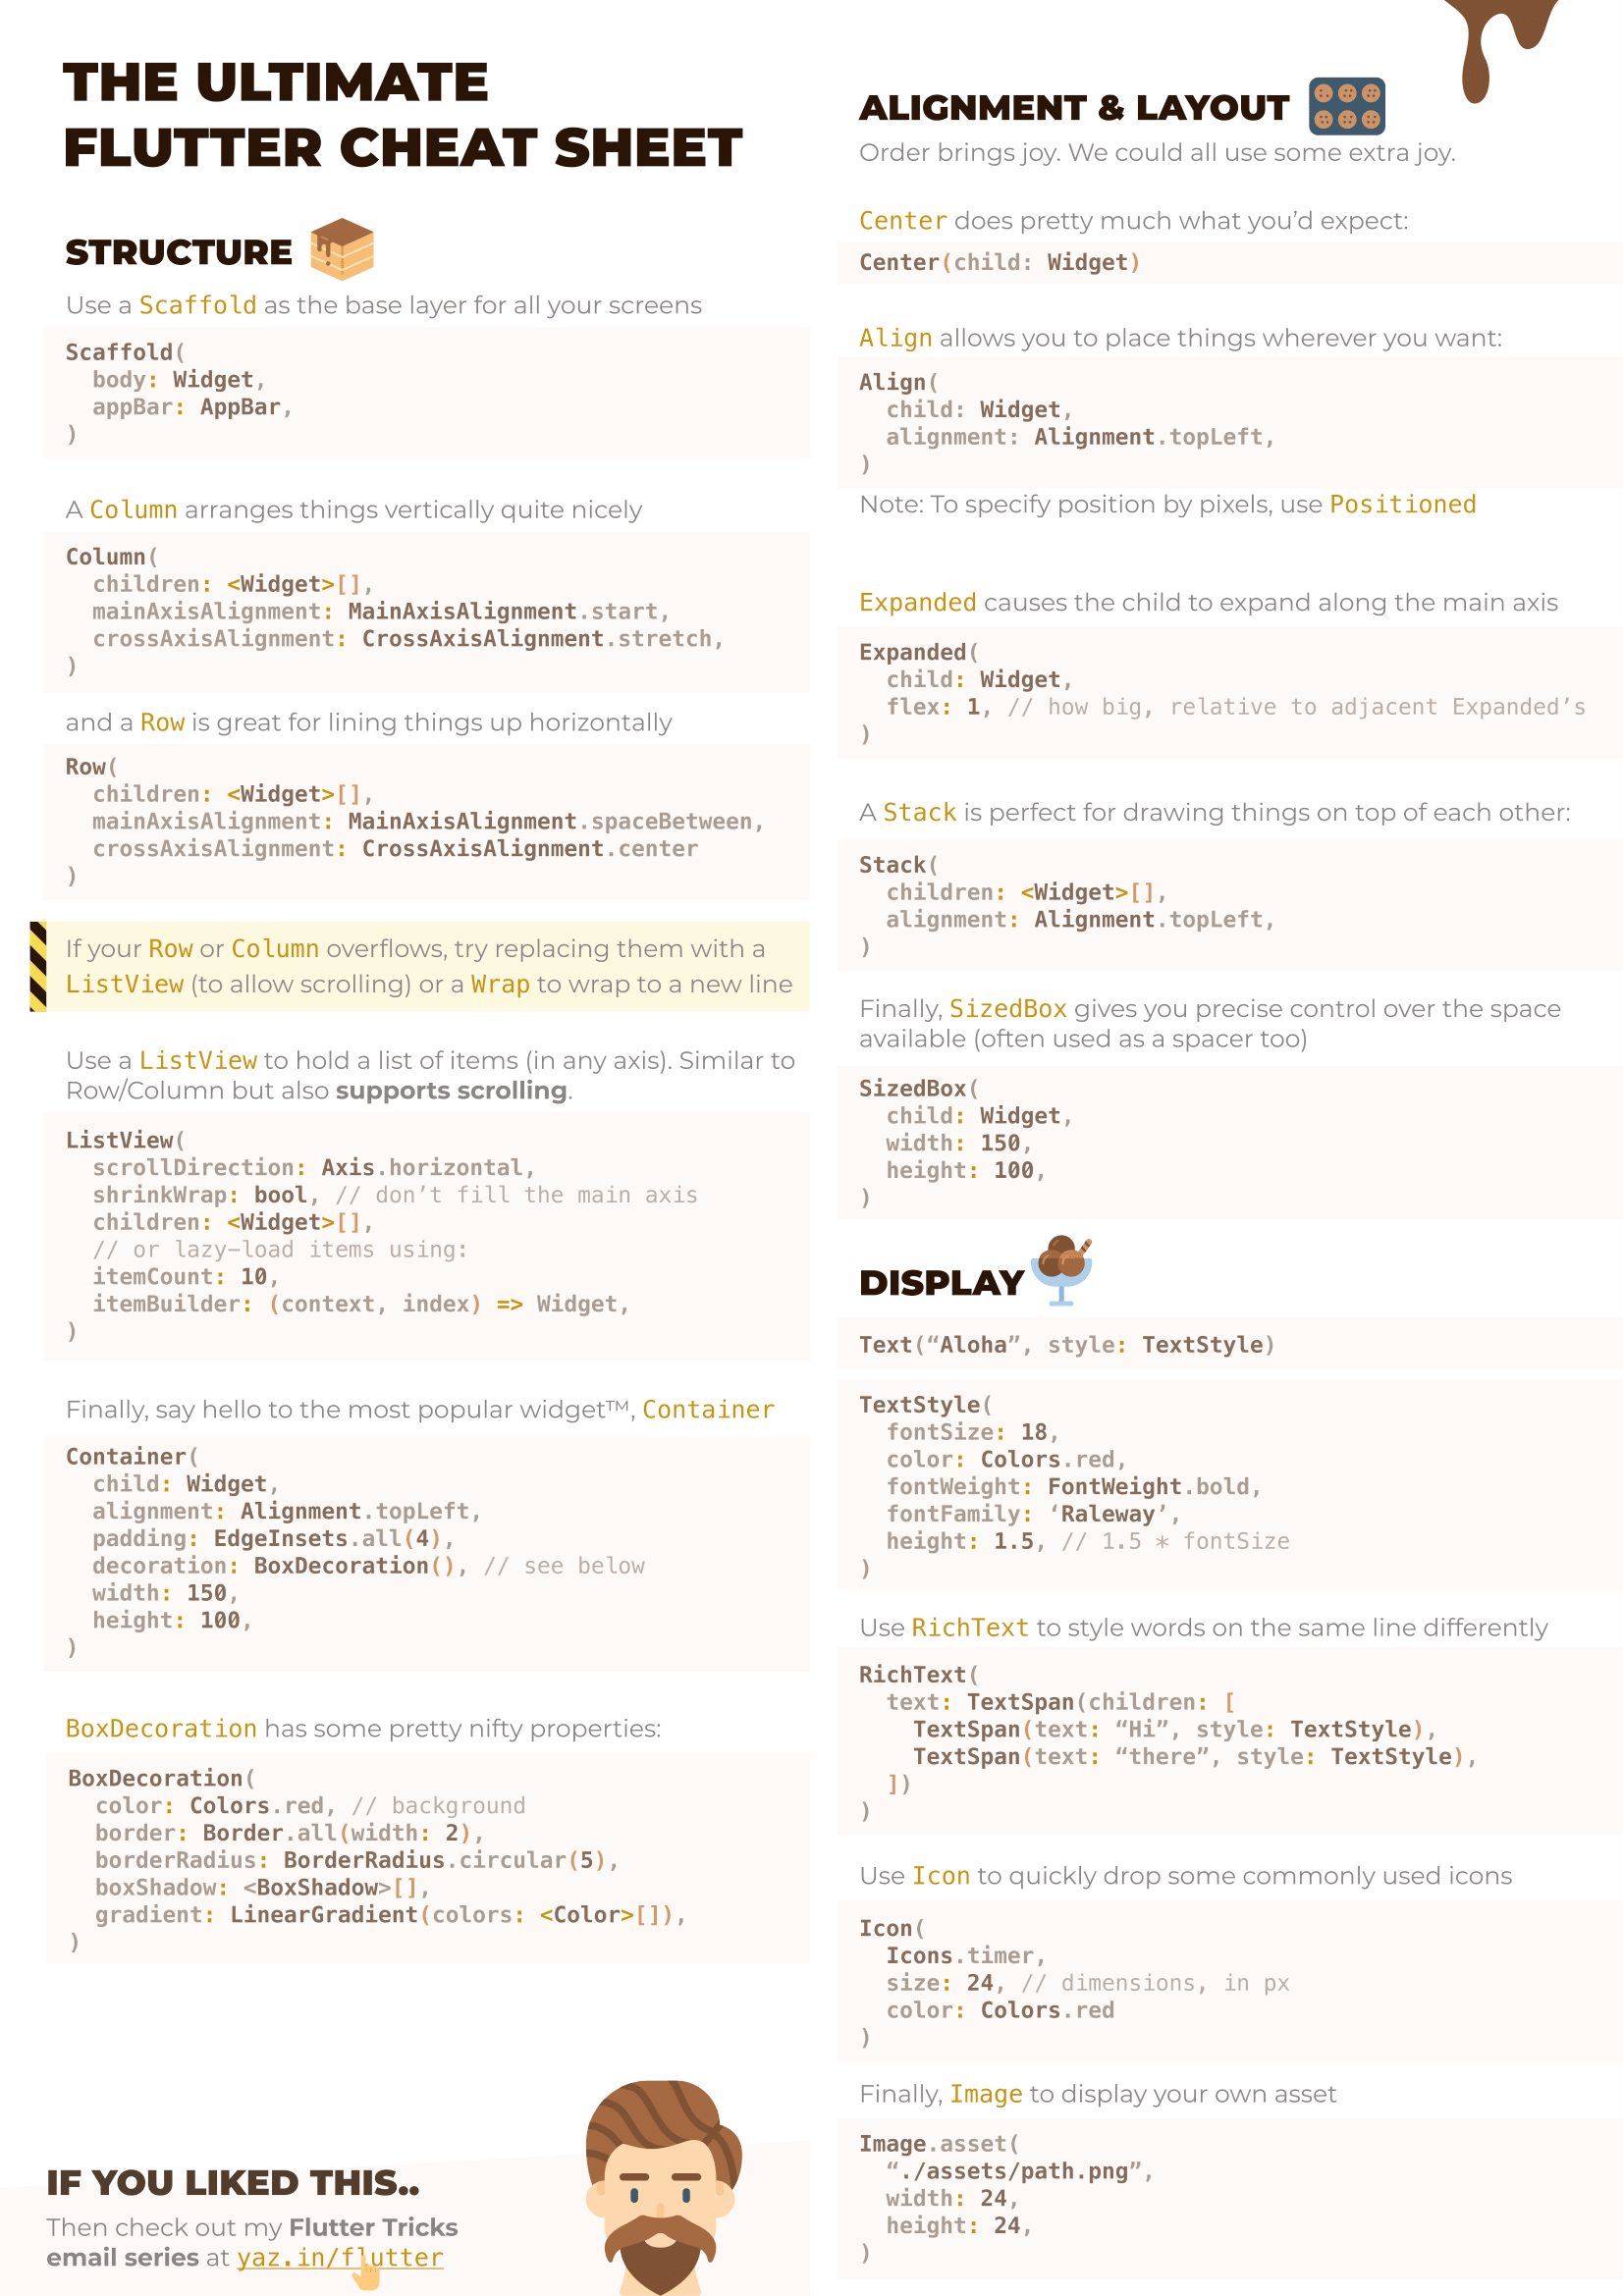 THE ULTIMATE
FLUTTER CHEAT SHEET
STRUCTURE
Use a Scaffold as the base layer for all your screens
Scaffold(
  body: Widget,
  appBar: AppBar,
)
A Column arranges things vertically quite nicely
Column(
  children: <Widget>[],
  mainAxisAlignment: MainAxisAlignment.start,
  crossAxisAlignment: CrossAxisAlignment.stretch,
)
and a Row is great for lining things up horizontally
Row(
  children: <Widget>[],
  mainAxisAlignment: MainAxisAlignment.spaceBetween,
  crossAxisAlignment: CrossAxisAlignment.center
)
If your Row or Column overflows, try replacing them with a
ListView (to allow scrolling) or a Wrap to wrap to a new line
Use a ListView to hold a list of items (in any axis). Similar to
Row/Column but also supports scrolling.
ListView(
  scrollDirection: Axis.horizontal,
  shrinkWrap: bool, // don’t fill the main axis
  children: <Widget>[],
  // or lazy—load items using:
  itemCount: 10,
  itemBuilder: (context, index) => Widget,
)
Finally, say hello to the most popular widget™, Container
Container(
  child: Widget,
  alignment: Alignment.topLeft,
  padding: EdgeInsets.all(4),
  decoration: BoxDecoration(), // see below
  width: 150,
  height: 100,
)
BoxDecoration has some pretty nifty properties:
BoxDecoration(
  color: Colors.red, // background
  border: Border.all(width: 2),
  borderRadius: BorderRadius.circular(5),
  boxShadow: <BoxShadow>[],
  gradient: LinearGradient(colors: <Color>[]),
)
IF YOU LIKED THIS..
Then check out my Flutter Tricks
email series at yaz.in/flutter
ALIGNMENT & LAYOUT
Order brings joy. We could all use some extra joy.
Center does pretty much what you’d expect:
Center(child: Widget)
Align allows you to place things wherever you want:
Align(
  child: Widget,
  alignment: Alignment.topLeft,
)
Note: To specify position by pixels, use Positioned
Expanded causes the child to expand along the main axis
Expanded(
  child: Widget,
  flex: 1, // how big, relative to adjacent Expanded’s
)
A Stack is perfect for drawing things on top of each other:
Stack(
  children: <Widget>[],
  alignment: Alignment.topLeft,
)
Finally, SizedBox gives you precise control over the space
available (often used as a spacer too)
SizedBox(
  child: Widget,
  width: 150,
  height: 100,
)
DISPLAY
Text(“Aloha”, style: TextStyle)
TextStyle(
  fontSize: 18,
  color: Colors.red,
  fontWeight: FontWeight.bold,
  fontFamily: ‘Raleway’,
  height: 1.5, // 1.5 * fontSize
)
Use RichText to style words on the same line differently
RichText(
  text: TextSpan(children: [
    TextSpan(text: “Hi”, style: TextStyle),
    TextSpan(text: “there”, style: TextStyle),
  ])
)
Use Icon to quickly drop some commonly used icons
Icon(
  Icons.timer,
  size: 24, // dimensions, in px
  color: Colors.red
)
Finally, Image to display your own asset
Image.asset(
  “./assets/path.png”,
  width: 24,
  height: 24,
)